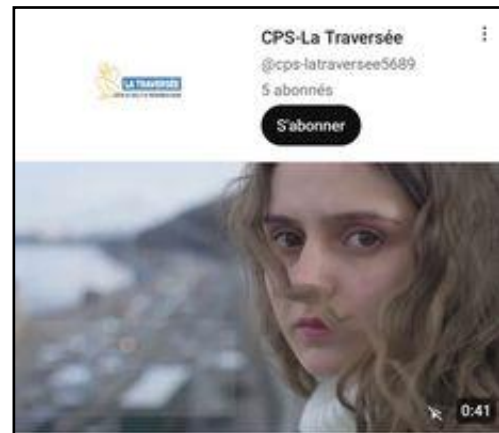 CPS-La Traversée
@cps-latraversee5689
5 abonnés
LA TRAVERSÉE
S'abonner
0:41